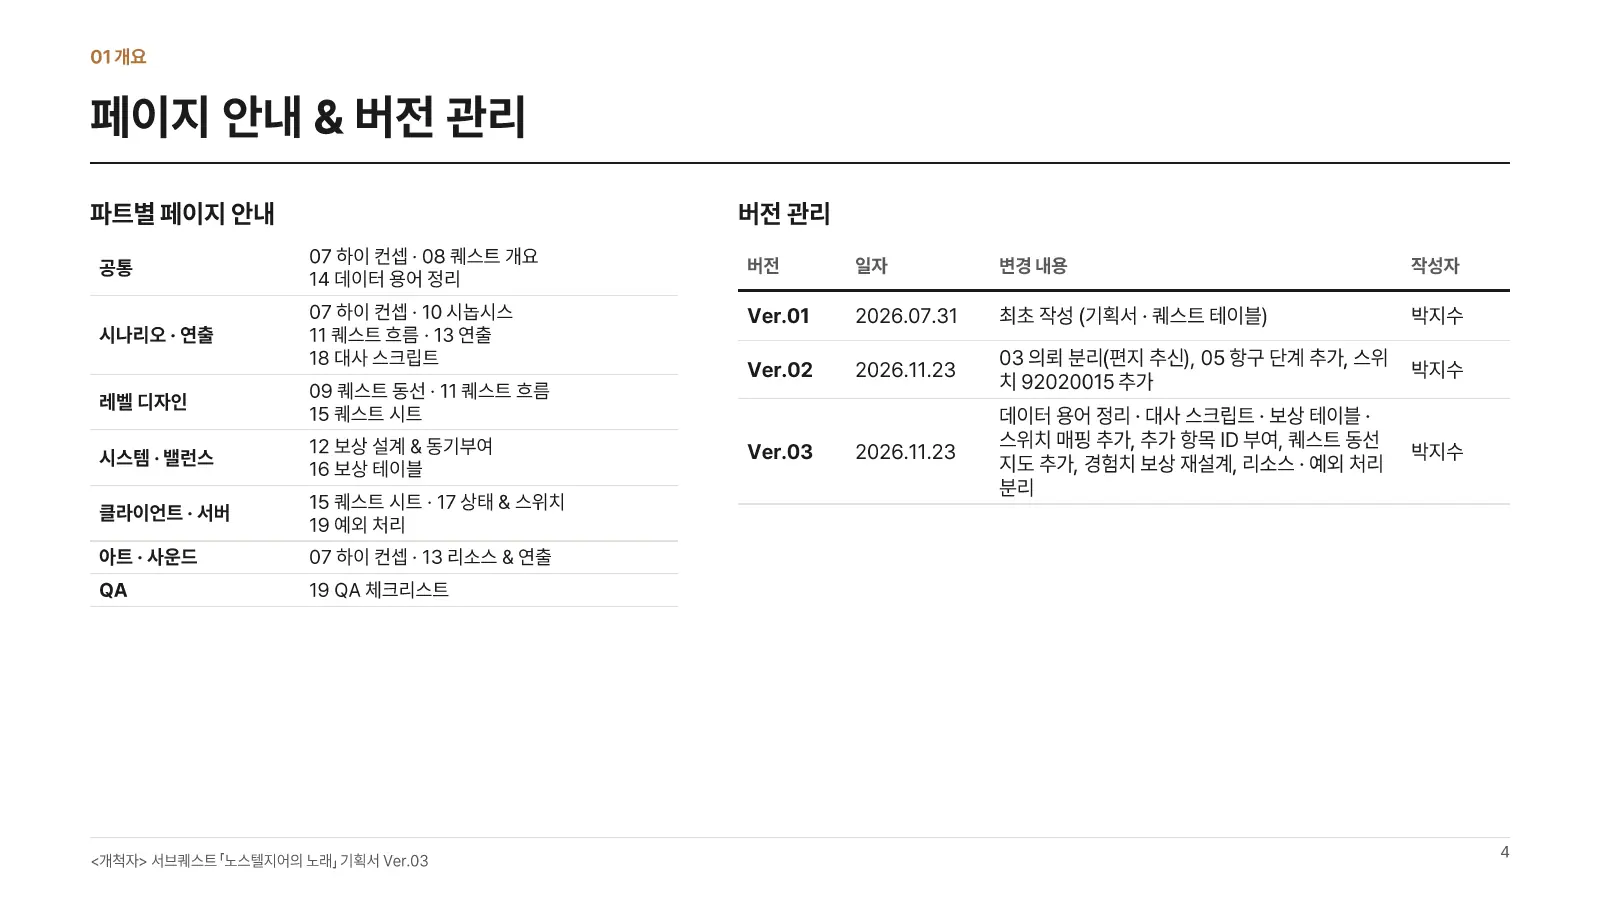 01 개요
페이지 안내 & 버전 관리
파트별 페이지 안내
공통
07 하이 컨셉 · 08 퀘스트 개요
14 데이터 용어 정리
시나리오 · 연출
07 하이 컨셉 · 10 시놉시스
11 퀘스트 흐름 · 13 연출
18 대사 스크립트
레벨 디자인
09 퀘스트 동선 · 11 퀘스트 흐름
15 퀘스트 시트
시스템 · 밸런스
12 보상 설계 & 동기부여
16 보상 테이블
클라이언트 · 서버
15 퀘스트 시트 · 17 상태 & 스위치
19 예외 처리
아트 · 사운드
07 하이 컨셉 · 13 리소스 & 연출
QA
19 QA 체크리스트
버전 관리
버전 일자 변경 내용 작성자
Ver.01 2026.07.31 최초 작성 (기획서 · 퀘스트 테이블) 박지수
Ver.02 2026.11.23 03 의뢰 분리(편지 추신), 05 항구 단계 추가, 스위 박지수
치 92020015 추가
Ver.03 2026.11.23 데이터 용어 정리 · 대사 스크립트 · 보상 테이블 · 박지수
스위치 매핑 추가, 추가 항목 ID 부여, 퀘스트 동선
지도 추가, 경험치 보상 재설계, 리소스 · 예외 처리
분리
<개척자> 서브퀘스트 「노스텔지어의 노래」 기획서 Ver.03
4